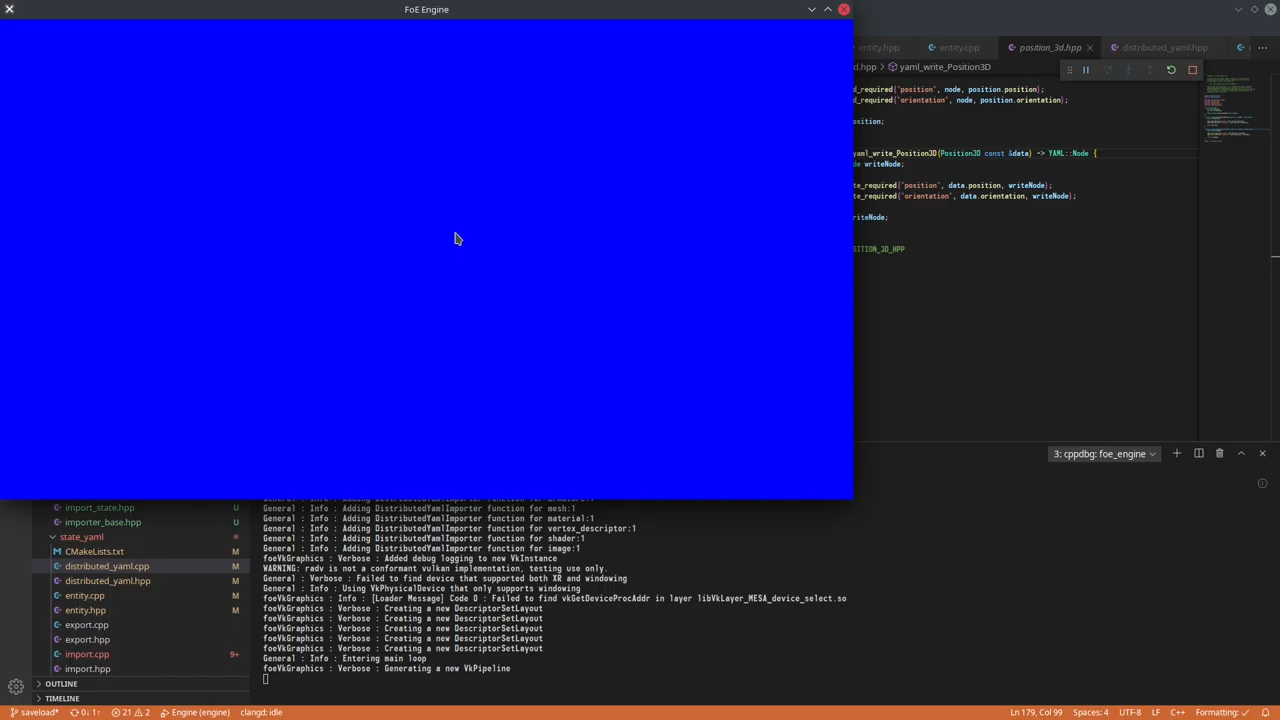 FoE Engine
entity.hpp
entity.cpp
position_3d.hpp
distributed_yaml.hpp
d.hpp
yaml_write_Position3D
d_required("position", node, position.position);
d_required("orientation", node, position.orientation);
osition;
yaml_write_Position3D(Position3D const &data) -> YAML::Node {
de writeNode;
te_required("position", data.position, writeNode);
te_required("orientation", data.orientation, writeNode);
riteNode;
SITION_3D_HPP
3: cppdbg: foe_engine
import_state.hpp U
importer_base.hpp U
state_yaml
CMakeLists.txt M
distributed_yaml.cpp M
distributed_yaml.hpp M
entity.cpp M
entity.hpp M
export.cpp
export.hpp
import.cpp 9+
import.hpp
OUTLINE
TIMELINE
General : Info : Adding DistributedYamlImporter function for mesh:1
General : Info : Adding DistributedYamlImporter function for material:1
General : Info : Adding DistributedYamlImporter function for vertex_descriptor:1
General : Info : Adding DistributedYamlImporter function for shader:1
General : Info : Adding DistributedYamlImporter function for image:1
foeVkGraphics : Verbose : Added debug logging to new VkInstance
WARNING: radv is not a conformant vulkan implementation, testing use only.
General : Verbose : Failed to find device that supported both XR and windowing
General : Info : Using VkPhysicalDevice that only supports windowing
foeVkGraphics : Info : [Loader Message] Code 0 : Failed to find vkGetDeviceProcAddr in layer libVkLayer_MESA_device_select.so
foeVkGraphics : Verbose : Creating a new DescriptorSetLayout
foeVkGraphics : Verbose : Creating a new DescriptorSetLayout
foeVkGraphics : Verbose : Creating a new DescriptorSetLayout
foeVkGraphics : Verbose : Creating a new DescriptorSetLayout
foeVkGraphics : Verbose : Creating a new DescriptorSetLayout
General : Info : Entering main loop
foeVkGraphics : Verbose : Generating a new VkPipeline
saveload* 0↓ 1↑ 21 2 Engine (engine) clangd: idle Ln 179, Col 99 Spaces: 4 UTF-8 LF C++ Formatting: ✓